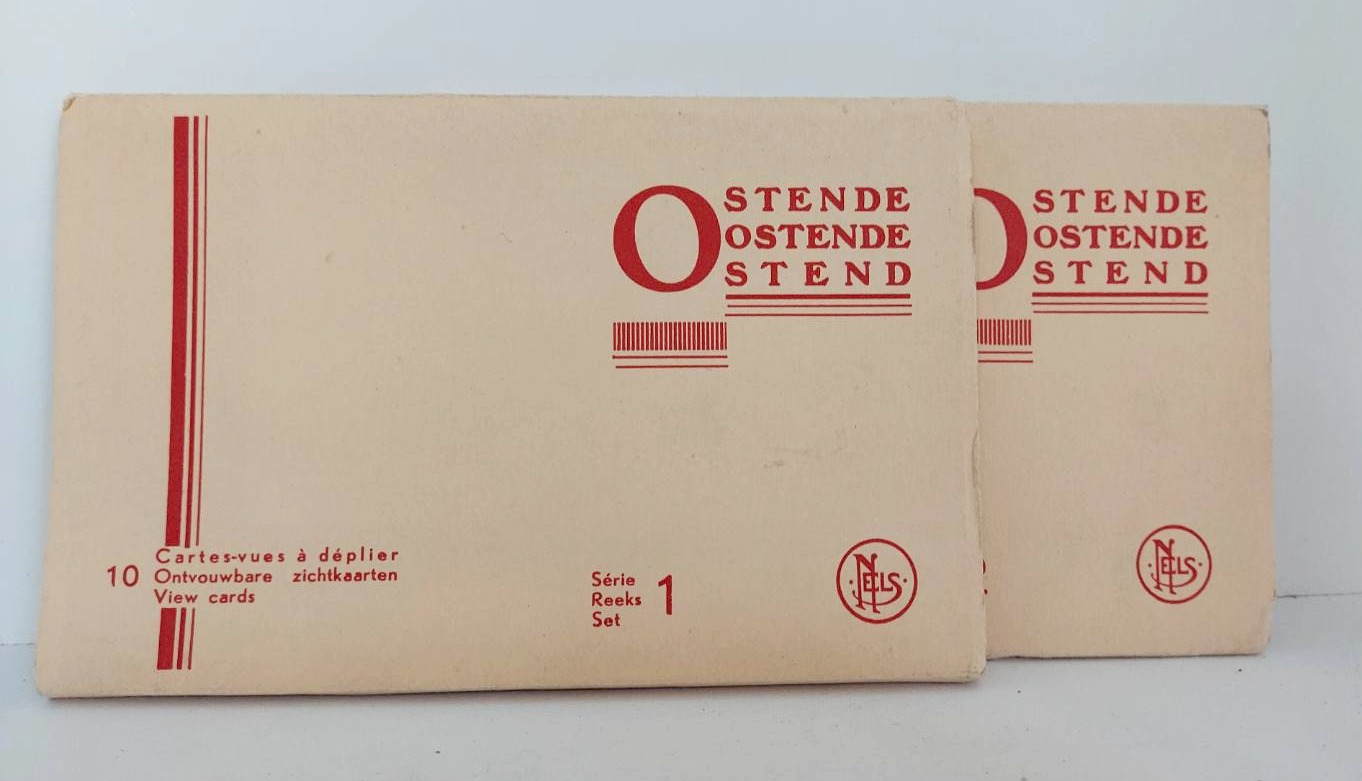 OSTENDE
OOSTENDE
OSTEND
10 Cartes-vues à déplier
Ontvouwbare zichtkaarten
View cards
Série
Reeks 1
Set
NELS
STENDE
OSTENDE
STEND
NELS